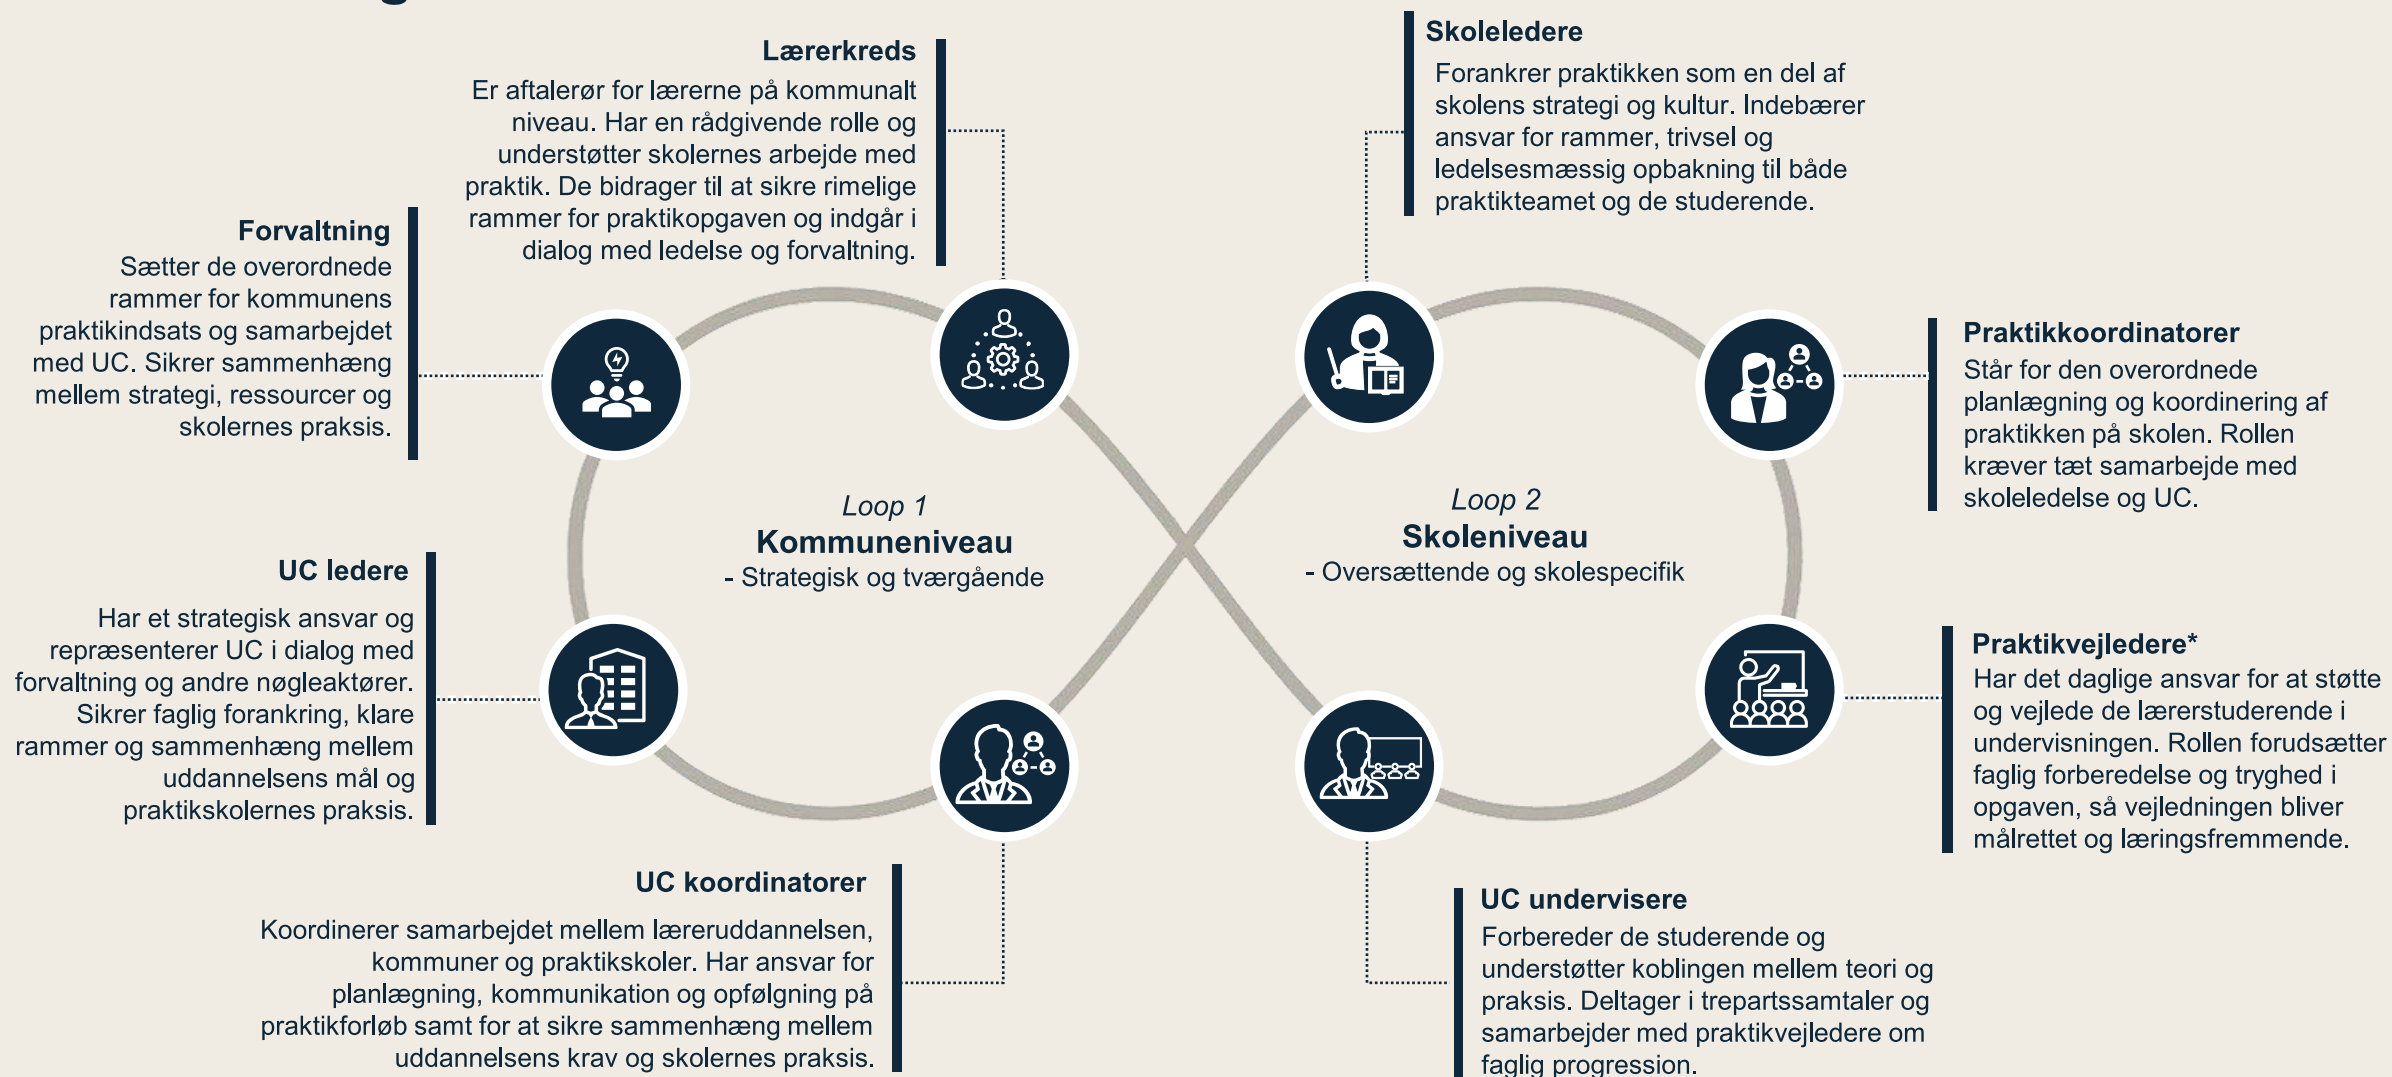 Lærerkreds
Er aftalerør for lærerne på kommunalt
niveau. Har en rådgivende rolle og
understøtter skolernes arbejde med
praktik. De bidrager til at sikre rimelige
rammer for praktikopgaven og indgår i
dialog med ledelse og forvaltning.
Skoleledere
Forankrer praktikken som en del af
skolens strategi og kultur. Indebærer
ansvar for rammer, trivsel og
ledelsesmæssig opbakning til både
praktikteamet og de studerende.
Forvaltning
Sætter de overordnede
rammer for kommunens
praktikindsats og samarbejdet
med UC. Sikrer sammenhæng
mellem strategi, ressourcer og
skolernes praksis.
Praktikkoordinatorer
Står for den overordnede
planlægning og koordinering af
praktikken på skolen. Rollen
kræver tæt samarbejde med
skoleledelse og UC.
Loop 1
Kommuneniveau
- Strategisk og tværgående
Loop 2
Skoleniveau
- Oversættende og skolespecifik
UC ledere
Har et strategisk ansvar og
repræsenterer UC i dialog med
forvaltning og andre nøgleaktører.
Sikrer faglig forankring, klare
rammer og sammenhæng mellem
uddannelsens mål og
praktikskolernes praksis.
Praktikvejledere*
Har det daglige ansvar for at støtte
og vejlede de lærerstuderende i
undervisningen. Rollen forudsætter
faglig forberedelse og tryghed i
opgaven, så vejledningen bliver
målrettet og læringsfremmende.
UC koordinatorer
Koordinerer samarbejdet mellem læreruddannelsen,
kommuner og praktikskoler. Har ansvar for
planlægning, kommunikation og opfølgning på
praktikforløb samt for at sikre sammenhæng mellem
uddannelsens krav og skolernes praksis.
UC undervisere
Forbereder de studerende og
understøtter koblingen mellem teori og
praksis. Deltager i trepartssamtaler og
samarbejder med praktikvejledere om
faglig progression.